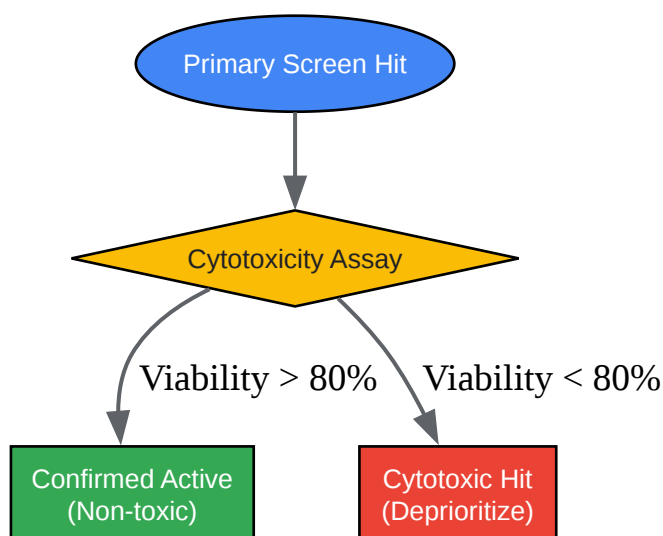 Primary Screen Hit
Cytotoxicity Assay
Viability > 80%
Viability < 80%
Confirmed Active
(Non-toxic)
Cytotoxic Hit
(Deprioritize)